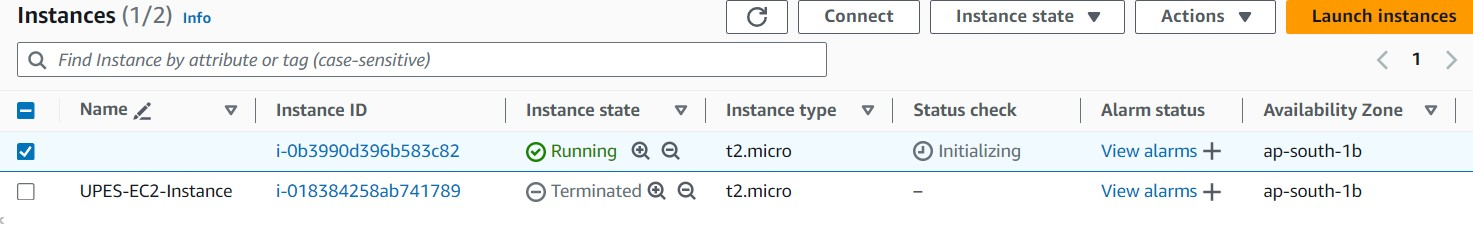 Instances (1/2) Info Connect Instance state Actions Launch instances
Find Instance by attribute or tag (case-sensitive) 1
Name Instance ID Instance state Instance type Status check Alarm status Availability Zone
i-0b3990d396b583c82 Running t2.micro Initializing View alarms + ap-south-1b
UPES-EC2-Instance i-018384258ab741789 Terminated t2.micro – View alarms + ap-south-1b